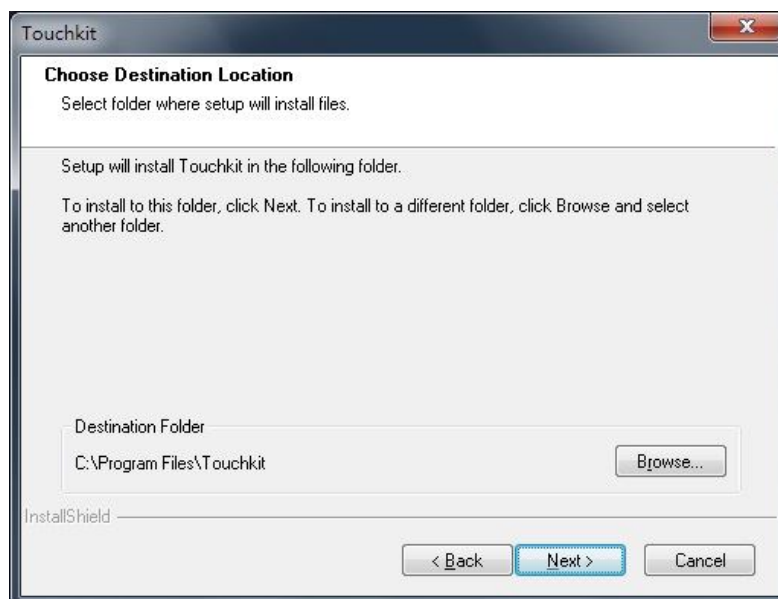 Touchkit
Choose Destination Location
Select folder where setup will install files.
Setup will install Touchkit in the following folder.
To install to this folder, click Next. To install to a different folder, click Browse and select
another folder.
Destination Folder
C:\Program Files\Touchkit
Browse...
InstallShield
< Back
Next >
Cancel